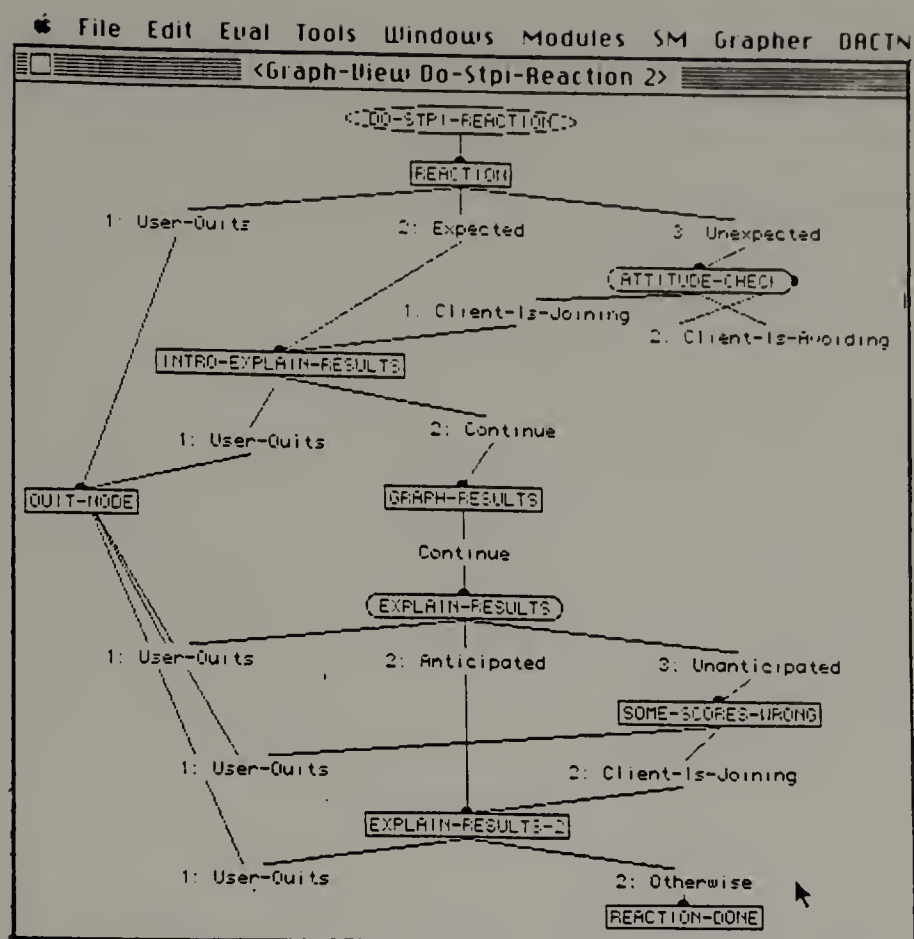 File Edit Eval Tools Windows Modules SM Grapher DACTN
<Graph-View Do-Stpi-Reaction 2>
DO-STPI-REACTION
REACTION
1: User-Quits
2: Expected
3: Unexpected
ATTITUDE-CHECK
1: Client-Is-Joining
2: Client-Is-Avoiding
INTRO-EXPLAIN-RESULTS
1: User-Quits
2: Continue
QUIT-NODE
GRAPH-RESULTS
Continue
EXPLAIN-RESULTS
1: User-Quits
2: Anticipated
3: Unanticipated
SOME-SCORES-WRONG
1: User-Quits
2: Client-Is-Joining
EXPLAIN-RESULTS-2
1: User-Quits
2: Otherwise
REACTION-DONE